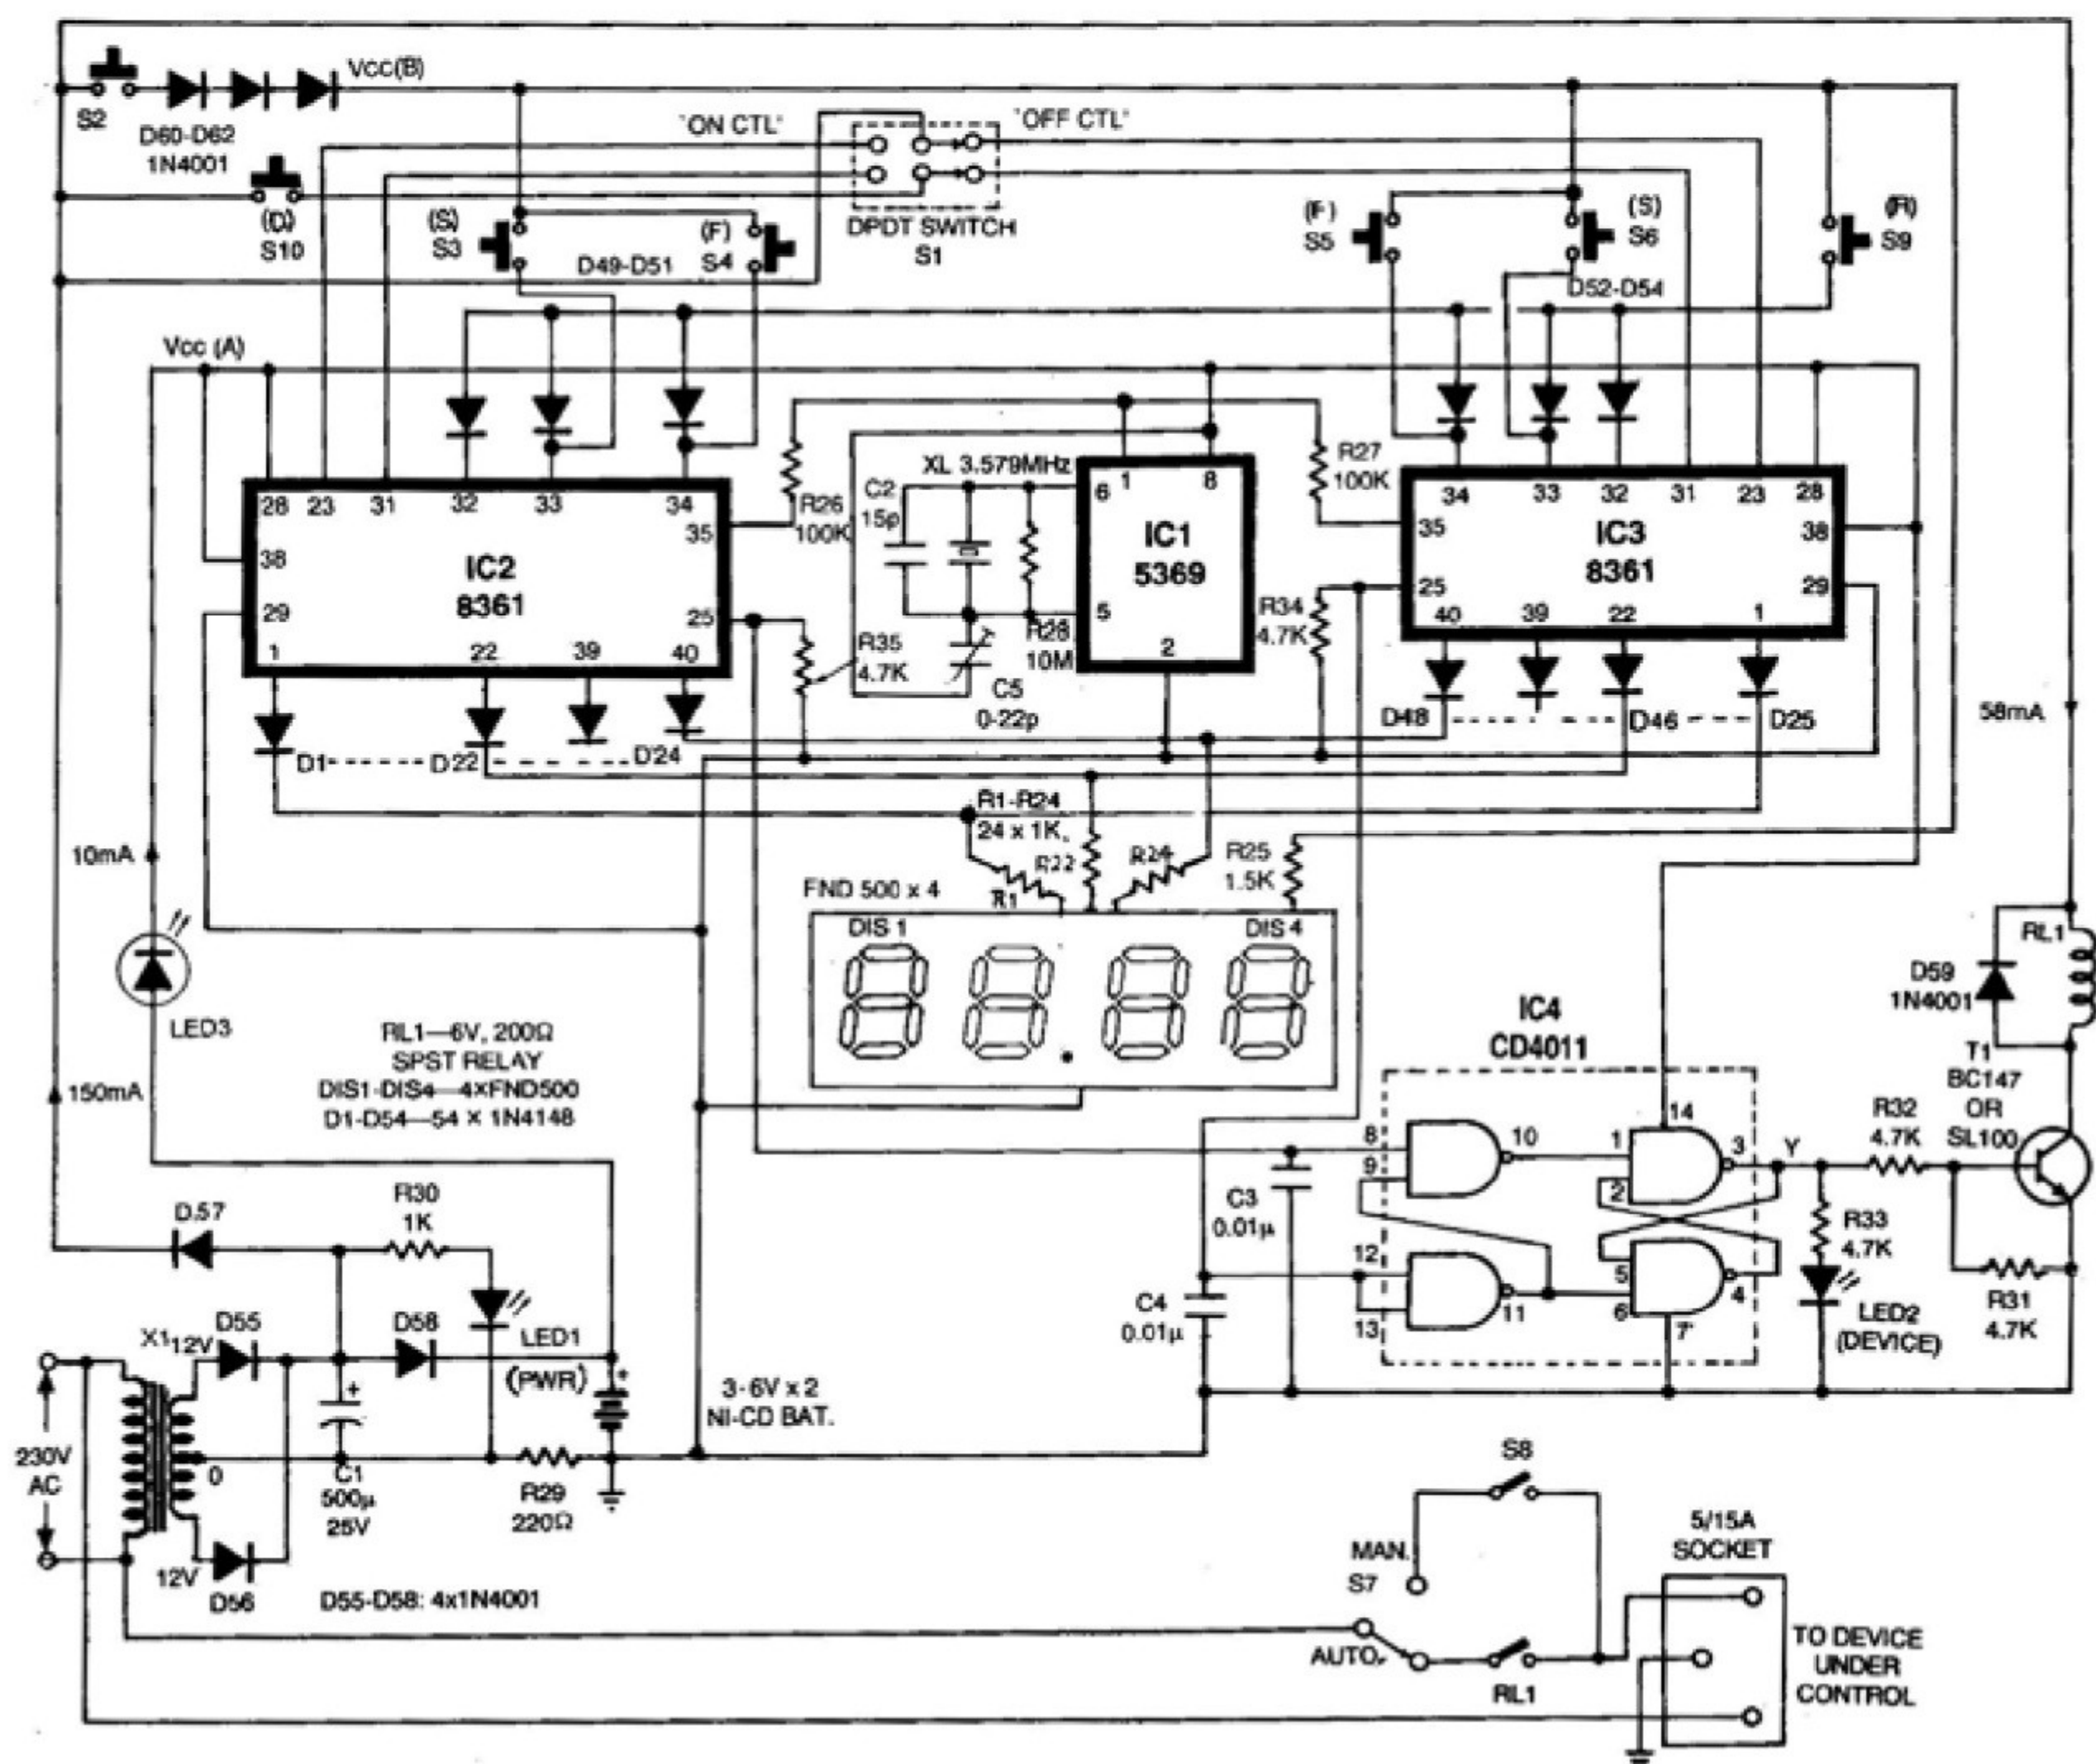 Vcc(B)
S2
D60-D62
1N4001
'ON CTL'
'OFF CTL'
DPDT SWITCH
S1
(D)
S10
(S)
S3
D49-D51
(F)
S4
(F)
S5
(S)
S6
(R)
S9
D52-D54
Vcc (A)
28 23 31 32 33 34
35
38
29
25
1 22 39 40
IC2
8361
R26
100K
XL 3.579MHz
C2
15p
6 1 8
5
2
IC1
5369
R27
100K
R28
10M
C5
0-22p
R35
4.7K
R34
4.7K
34 33 32 31 23 28
35
38
25
29
40 39 22 1
IC3
8361
D1 D22 D24
D48 D46 D25
58mA
R1-R24
24 x 1K.
R22
R24
R1
R25
1.5K
FND 500 x 4
DIS 1
DIS 4
10mA
LED3
RL1—6V, 200Ω
SPST RELAY
DIS1-DIS4—4×FND500
D1-D54—54 × 1N4148
150mA
RL1
D59
1N4001
T1
BC147
OR
SL100
IC4
CD4011
8
9
10
1
2
14
3
Y
12
13
11
5
6
4
7
R32
4.7K
R33
4.7K
R31
4.7K
LED2
(DEVICE)
C3
0.01µ
C4
0.01µ
D.57
R30
1K
LED1
(PWR)
X1
12V
D55
D58
230V
AC
0
+
C1
500µ
25V
R29
220Ω
+
3-6V x 2
NI-CD BAT.
12V
D56
D55-D58: 4x1N4001
S8
MAN.
S7
AUTO.
RL1
5/15A
SOCKET
TO DEVICE
UNDER
CONTROL